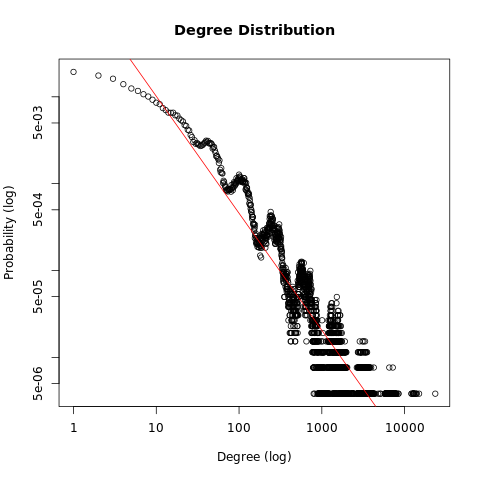 Degree Distribution
Probability (log)
5e-03
5e-04
5e-05
5e-06
1 10 100 1000 10000
Degree (log)